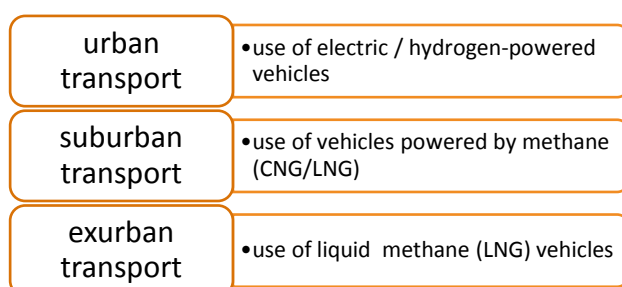 urban
transport
•use of electric / hydrogen-powered
vehicles
suburban
transport
•use of vehicles powered by methane
(CNG/LNG)
exurban
transport
•use of liquid  methane (LNG) vehicles